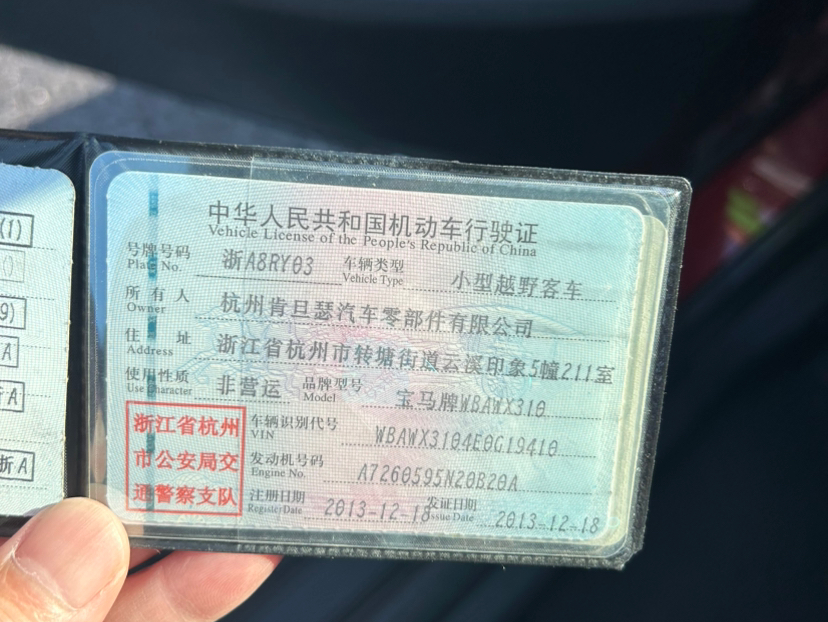 (1)
9)
A
A
折A
中华人民共和国机动车行驶证
Vehicle License of the People's Republic of China
号牌号码 浙A8RY03 车辆类型 小型越野客车
Plate No. Vehicle Type
所有人 杭州肯旦瑟汽车零部件有限公司
Owner
住址 浙江省杭州市转塘街道云溪印象5幢211室
Address
使用性质 非营运 品牌型号 宝马牌WBAWX310
Use Character Model
浙江省杭州
市公安局交
通警察支队
车辆识别代号 WBAWX3104E0G19410
VIN
发动机号码 A7260595N20B20A
Engine No.
注册日期 2013-12-18 发证日期 2013-12-18
Register Date Issue Date